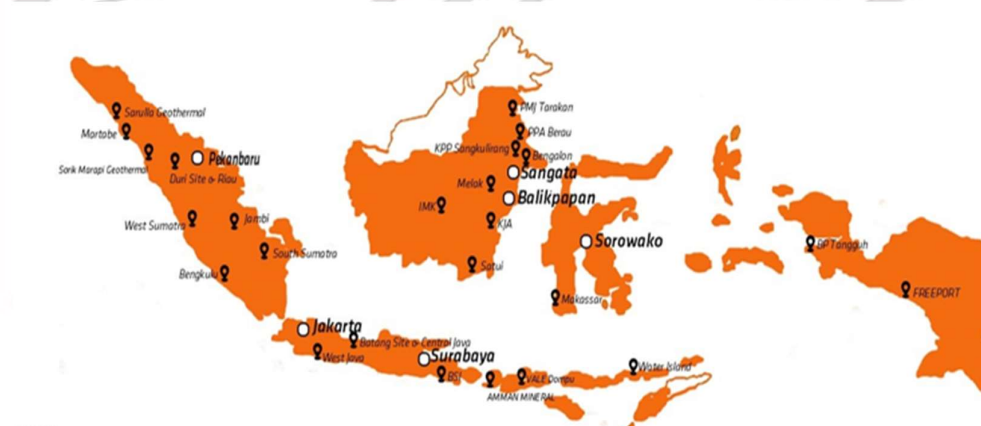 Sarulla Geothermal
Martabe
Sorik Marapi Geothermal
Pekanbaru
Duri Site & Riau
West Sumatra
Jambi
South Sumatra
Bengkulu
PMJ Tarakan
PPA Berau
KPP Sangkulirang
Bengalon
Sangata
Melak
Balikpapan
IMK
KJA
Satui
Sorowako
Makassar
BP Tangguh
FREEPORT
Jakarta
Batang Site & Central Java
West Java
Surabaya
BSI
AMMAN MINERAL
VALE Dompu
Water Island